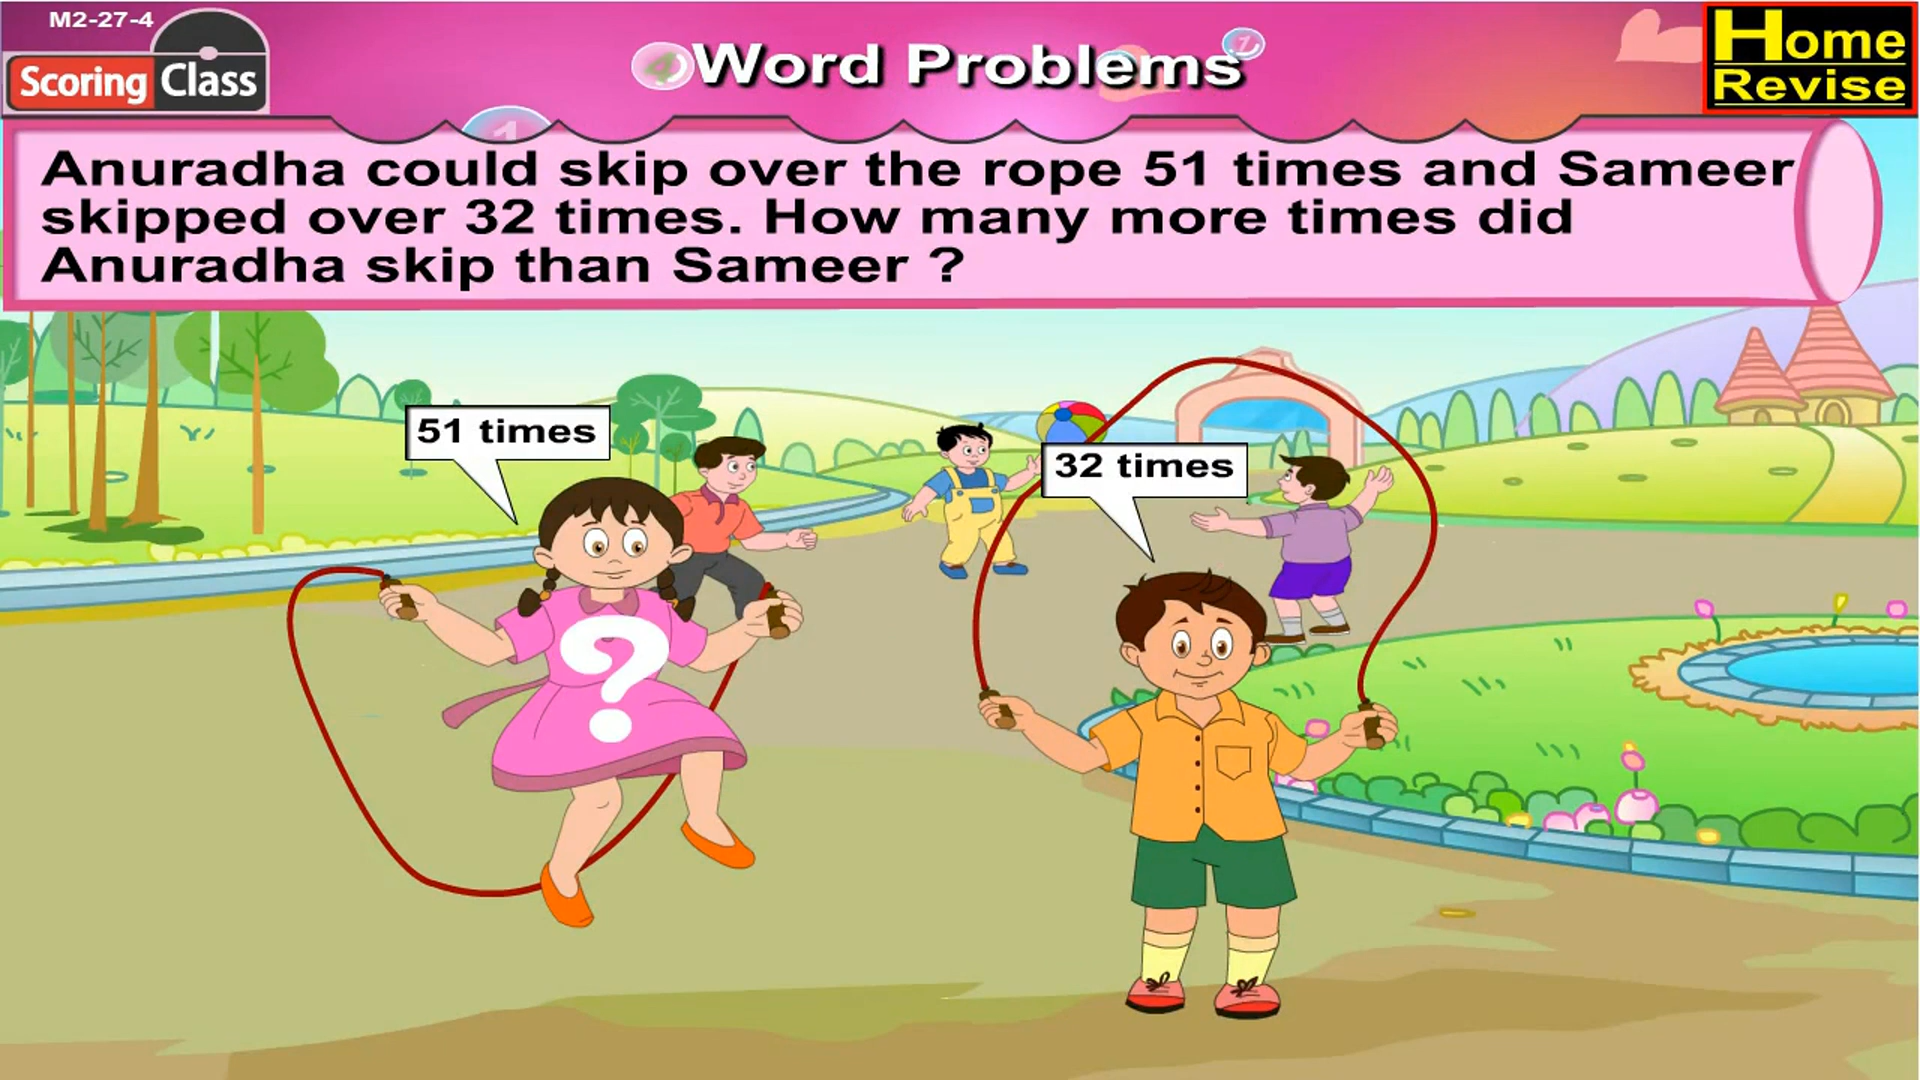 M2-27-4
Scoring Class
Word Problems
Home
Revise
Anuradha could skip over the rope 51 times and Sameer
skipped over 32 times. How many more times did
Anuradha skip than Sameer ?
51 times
32 times
?